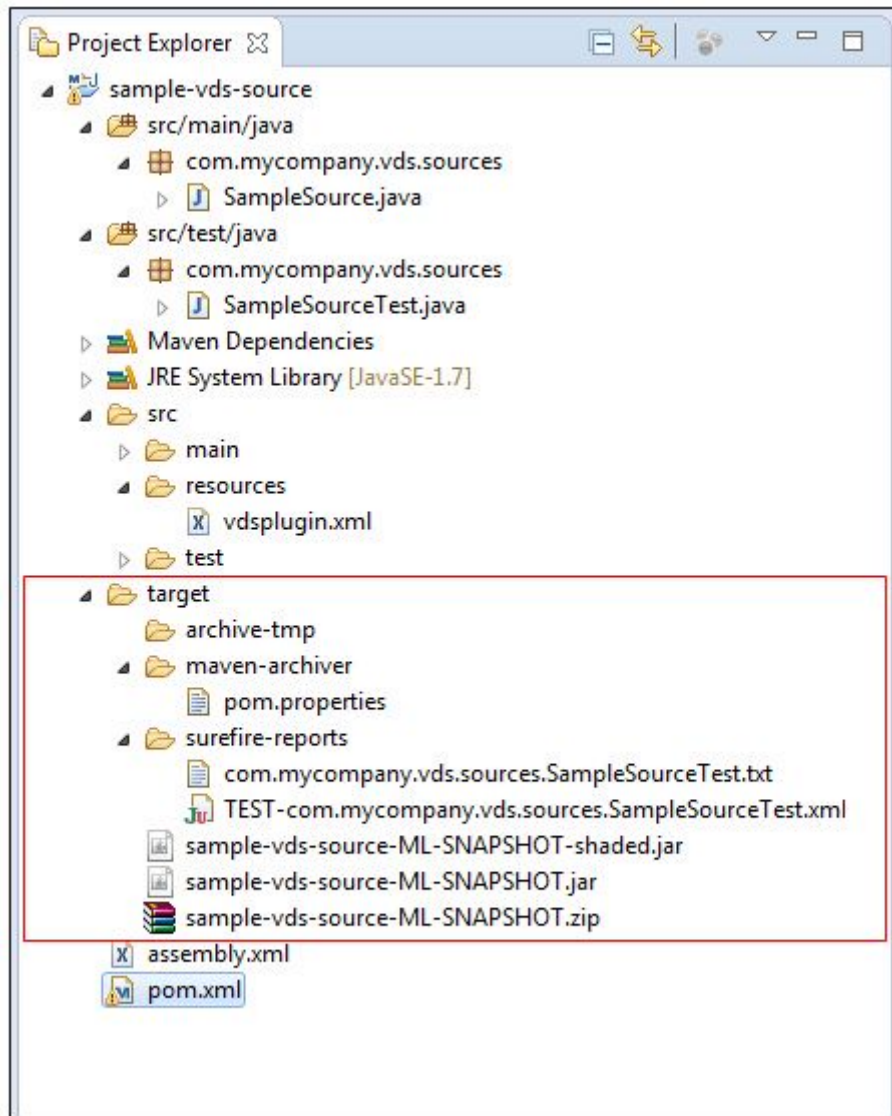 Project Explorer
sample-vds-source
src/main/java
com.mycompany.vds.sources
SampleSource.java
src/test/java
com.mycompany.vds.sources
SampleSourceTest.java
Maven Dependencies
JRE System Library [JavaSE-1.7]
src
main
resources
vdsplugin.xml
test
target
archive-tmp
maven-archiver
pom.properties
surefire-reports
com.mycompany.vds.sources.SampleSourceTest.txt
TEST-com.mycompany.vds.sources.SampleSourceTest.xml
sample-vds-source-ML-SNAPSHOT-shaded.jar
sample-vds-source-ML-SNAPSHOT.jar
sample-vds-source-ML-SNAPSHOT.zip
assembly.xml
pom.xml